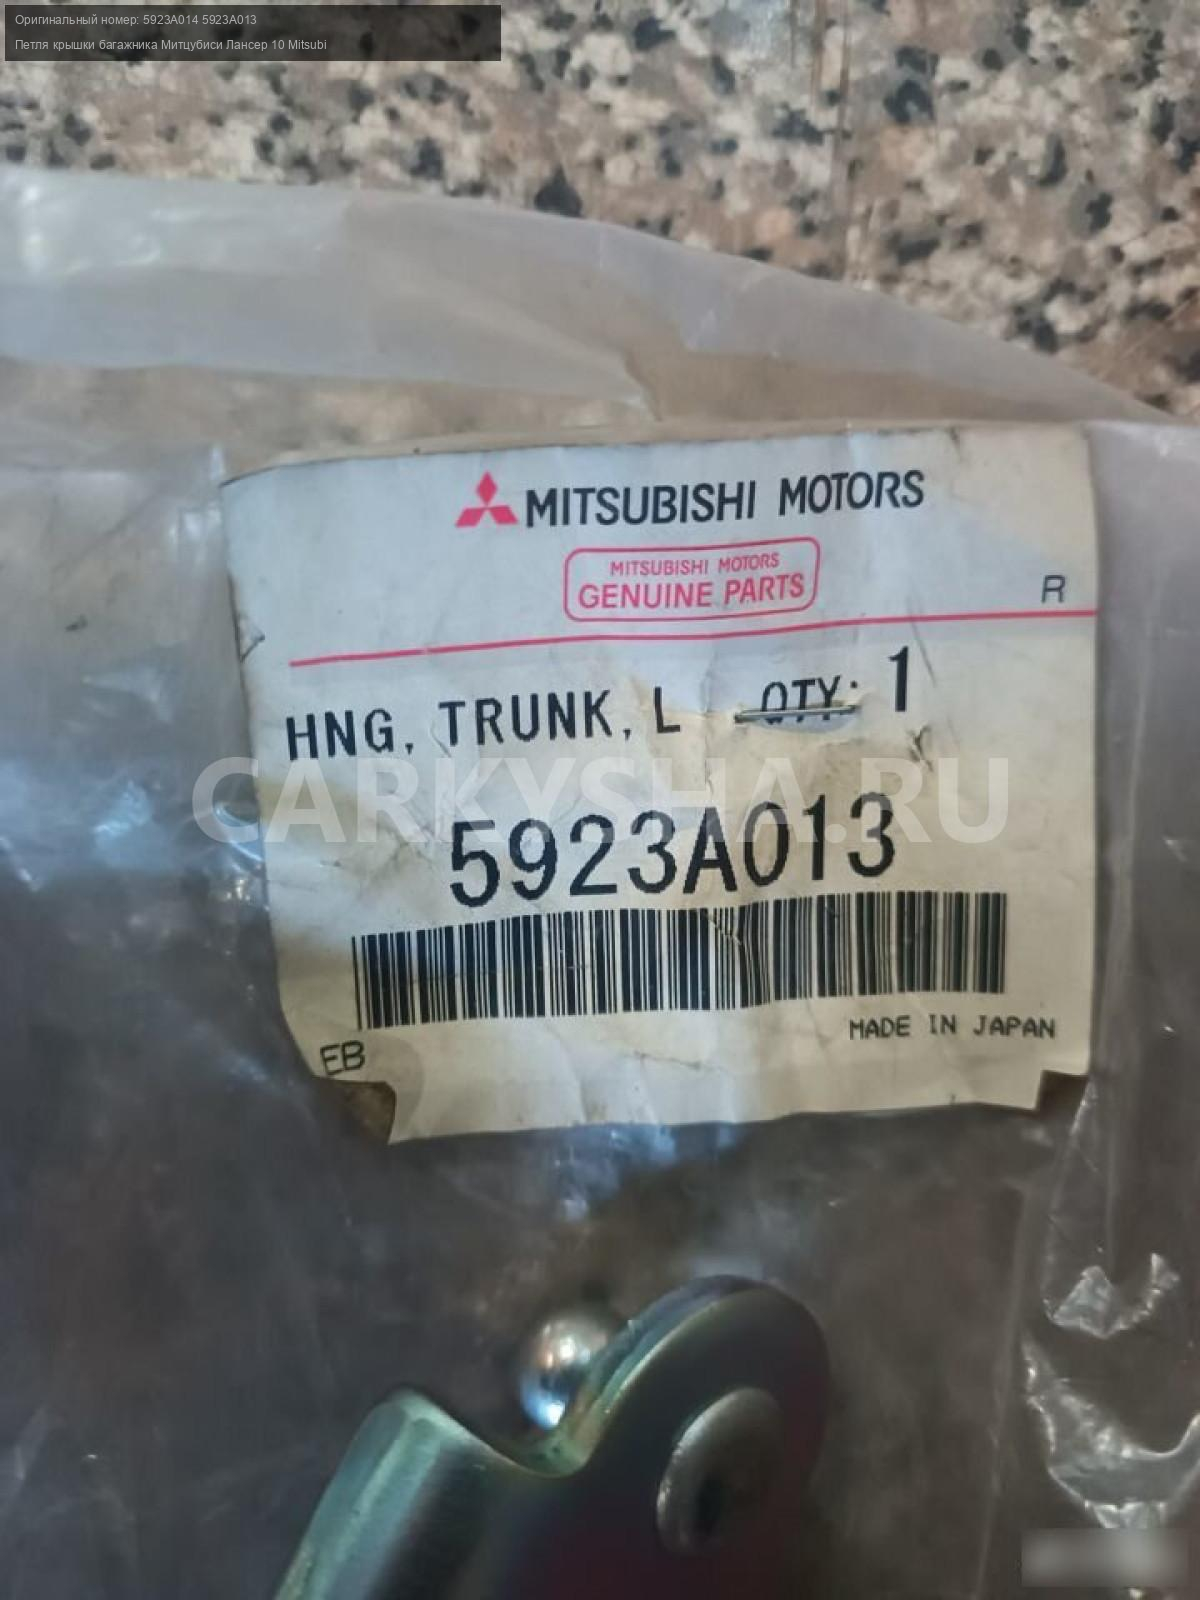 Оригинальный номер: 5923A014 5923A013
Петля крышки багажника Митцубиси Лансер 10 Mitsubi
MITSUBISHI MOTORS
MITSUBISHI MOTORS
GENUINE PARTS
R
HNG, TRUNK, L QTY: 1
CARKYSHA.RU
5923A013
MADE IN JAPAN
EB